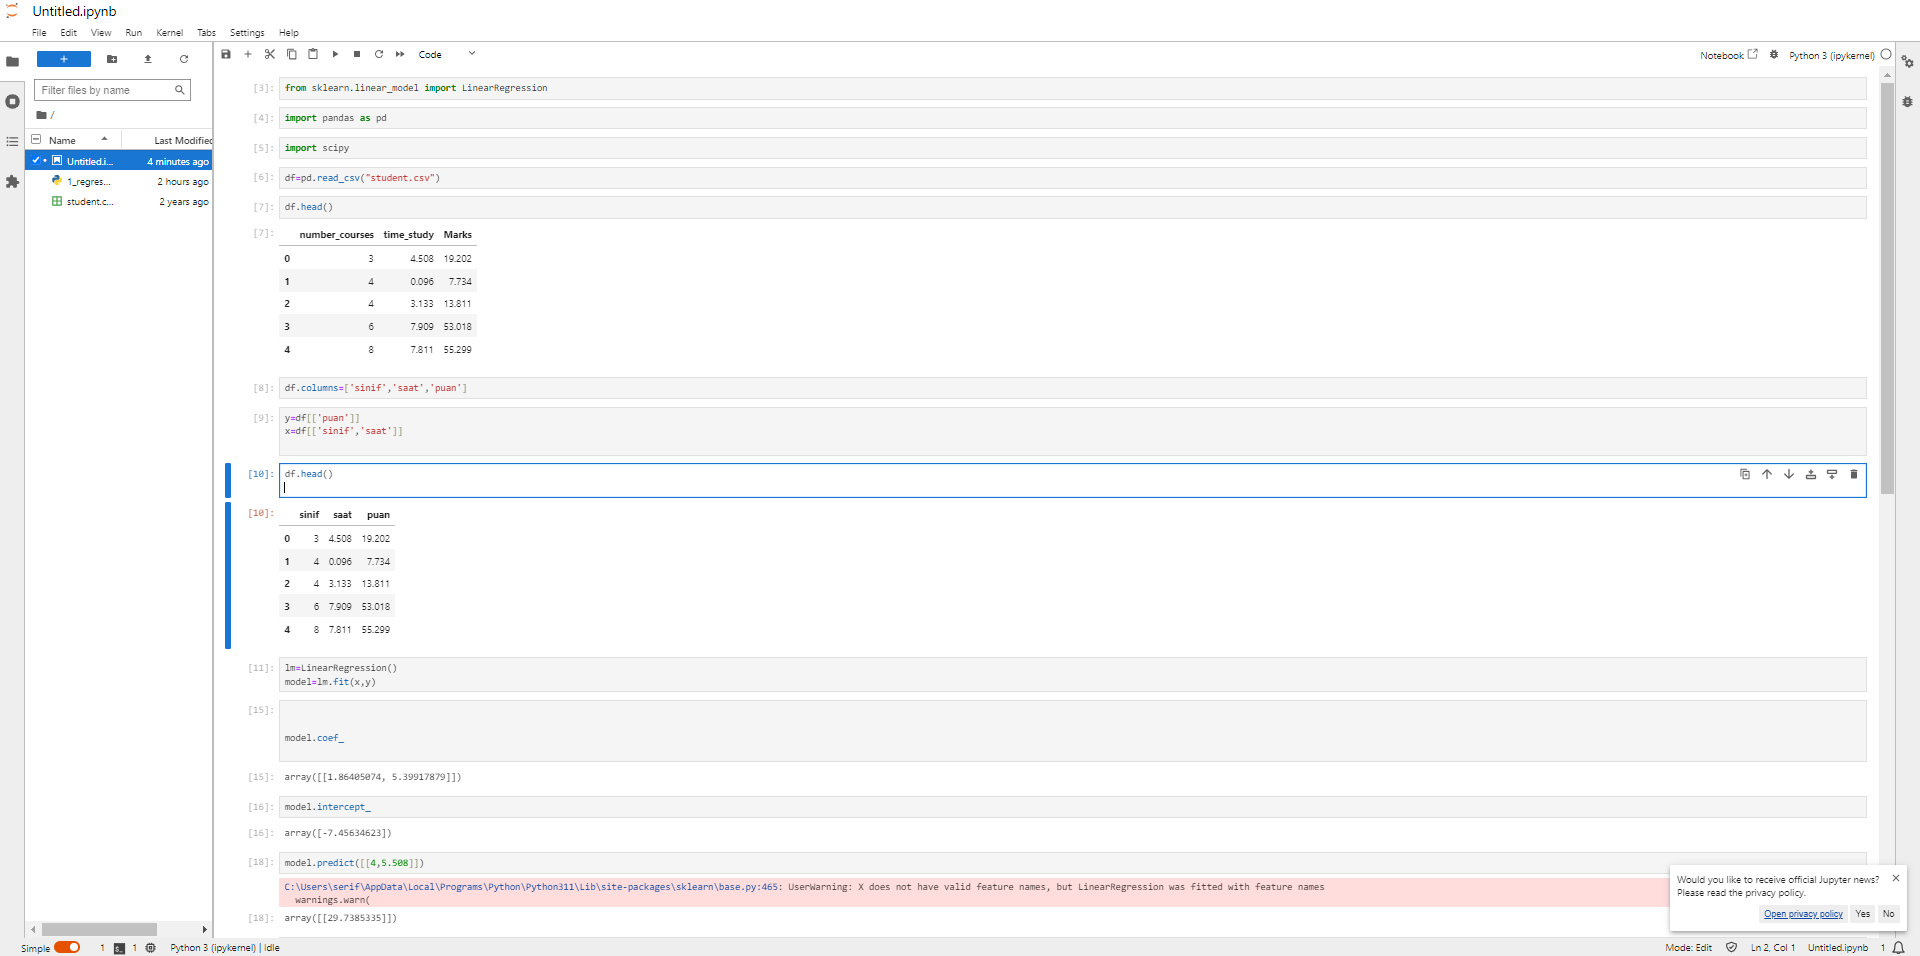 Untitled.ipynb
File Edit View Run Kernel Tabs Settings Help
Code
Notebook
Python 3 (ipykernel)
Filter files by name
/
Name Last Modified
Untitled.i... 4 minutes ago
1_regres... 2 hours ago
student.c... 2 years ago
[3]: from sklearn.linear_model import LinearRegression
[4]: import pandas as pd
[5]: import scipy
[6]: df=pd.read_csv("student.csv")
[7]: df.head()
[7]: number_courses time_study Marks
0 3 4.508 19.202
1 4 0.096 7.734
2 4 3.133 13.811
3 6 7.909 53.018
4 8 7.811 55.299
[8]: df.columns=['sinif','saat','puan']
[9]: y=df[['puan']]
x=df[['sinif','saat']]
[10]: df.head()
[10]: sinif saat puan
0 3 4.508 19.202
1 4 0.096 7.734
2 4 3.133 13.811
3 6 7.909 53.018
4 8 7.811 55.299
[11]: lm=LinearRegression()
model=lm.fit(x,y)
[15]:
model.coef_
[15]: array([[1.86405074, 5.39917879]])
[16]: model.intercept_
[16]: array([-7.45634623])
[18]: model.predict([[4,5.508]])
C:\Users\serif\AppData\Local\Programs\Python\Python311\Lib\site-packages\sklearn\base.py:465: UserWarning: X does not have valid feature names, but LinearRegression was fitted with feature names
warnings.warn(
[18]: array([[29.7385335]])
Would you like to receive official Jupyter news?
Please read the privacy policy.
Open privacy policy Yes No
Simple 1 1 Python 3 (ipykernel) | Idle
Mode: Edit Ln 2, Col 1 Untitled.ipynb 1